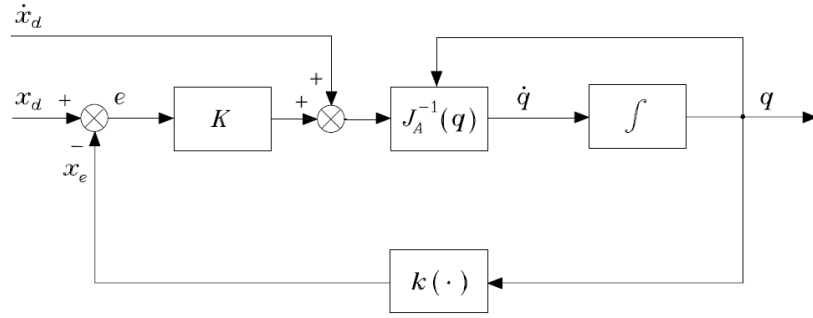 ẋ_d
+
x_d + e K + J_A^{-1}(q) q̇ ∫ q
−
x_e
k(·)